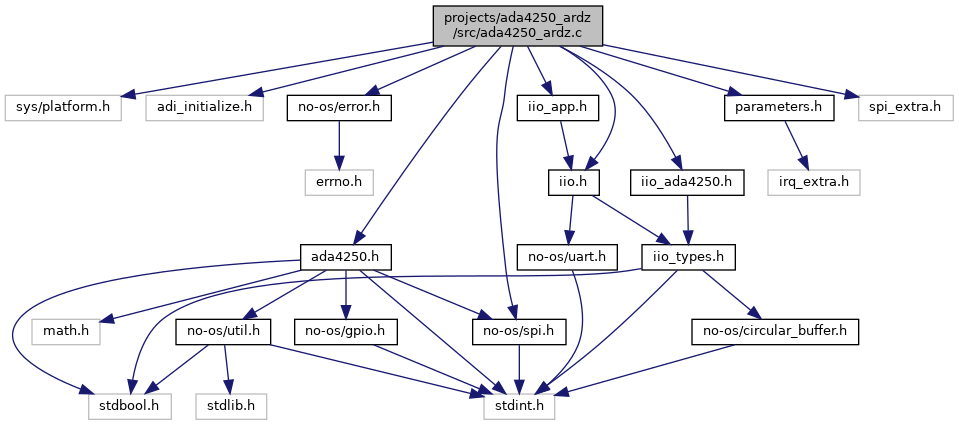 projects/ada4250_ardz
/src/ada4250_ardz.c
sys/platform.h
adi_initialize.h
no-os/error.h
iio_app.h
parameters.h
spi_extra.h
errno.h
iio.h
iio_ada4250.h
irq_extra.h
ada4250.h
no-os/uart.h
iio_types.h
math.h
no-os/util.h
no-os/gpio.h
no-os/spi.h
no-os/circular_buffer.h
stdbool.h
stdlib.h
stdint.h